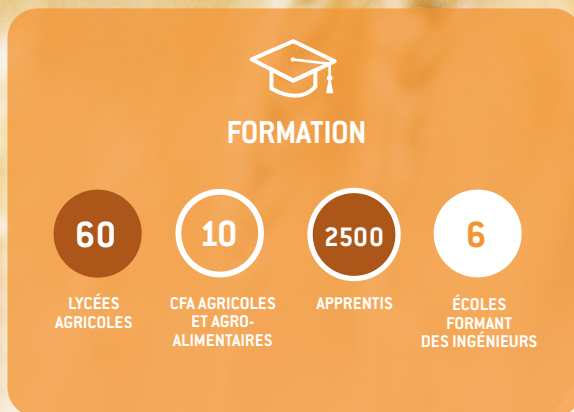 FORMATION
60
LYCÉES
AGRICOLES
10
CFA AGRICOLES
ET AGRO-
ALIMENTAIRES
2500
APPRENTIS
6
ÉCOLES
FORMANT
DES INGÉNIEURS